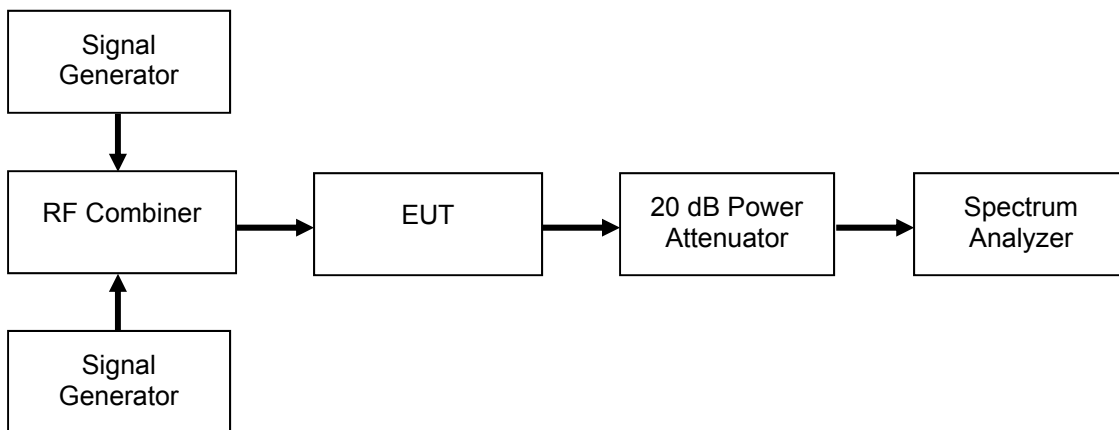 Signal
Generator
RF Combiner
EUT
20 dB Power
Attenuator
Spectrum
Analyzer
Signal
Generator